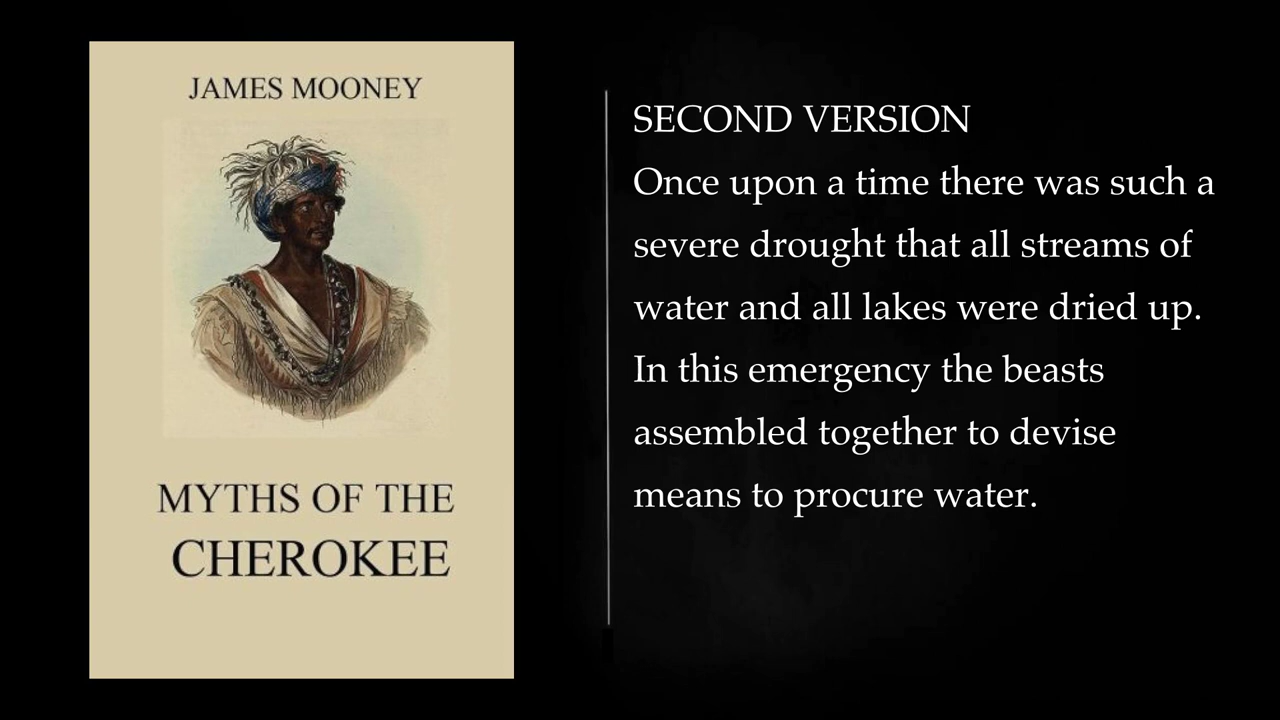 JAMES MOONEY
MYTHS OF THE
CHEROKEE
SECOND VERSION
Once upon a time there was such a
severe drought that all streams of
water and all lakes were dried up.
In this emergency the beasts
assembled together to devise
means to procure water.